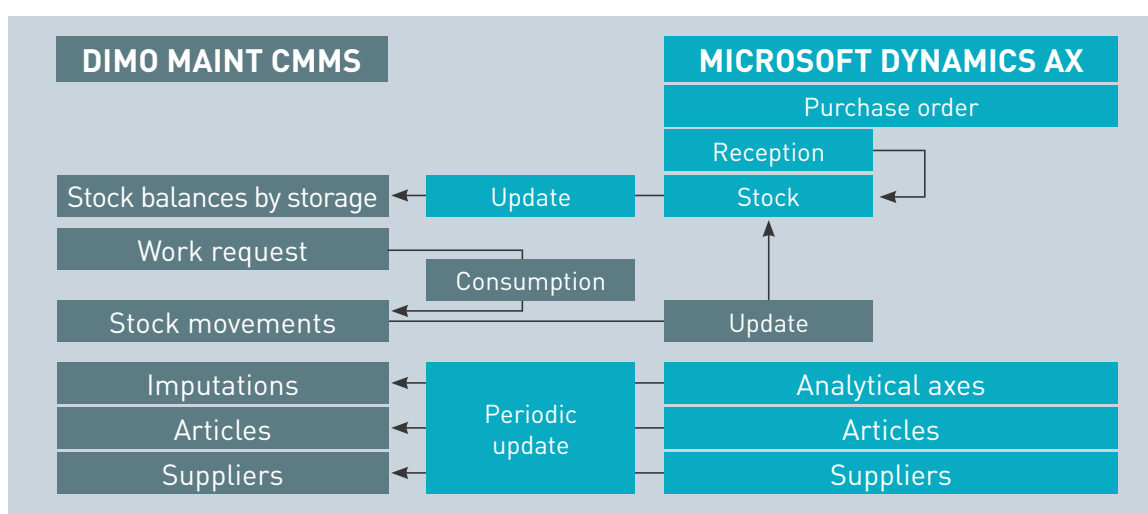 DIMO MAINT CMMS
MICROSOFT DYNAMICS AX
Purchase order
Reception
Stock balances by storage
Update
Stock
Work request
Consumption
Stock movements
Update
Imputations
Analytical axes
Articles
Periodic
update
Articles
Suppliers
Suppliers